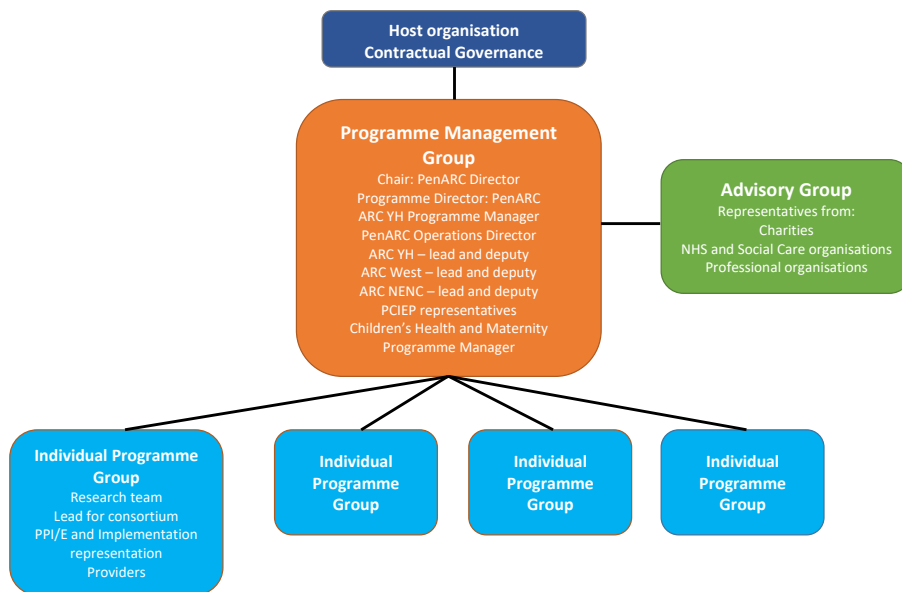 Host organisation
Contractual Governance
Programme Management
Group
Chair: PenARC Director
Programme Director: PenARC
ARC YH Programme Manager
PenARC Operations Director
ARC YH – lead and deputy
ARC West – lead and deputy
ARC NENC – lead and deputy
PCIEP representatives
Children’s Health and Maternity
Programme Manager
Advisory Group
Representatives from:
Charities
NHS and Social Care organisations
Professional organisations
Individual Programme
Group
Research team
Lead for consortium
PPI/E and Implementation
representation
Providers
Individual
Programme
Group
Individual
Programme
Group
Individual
Programme
Group